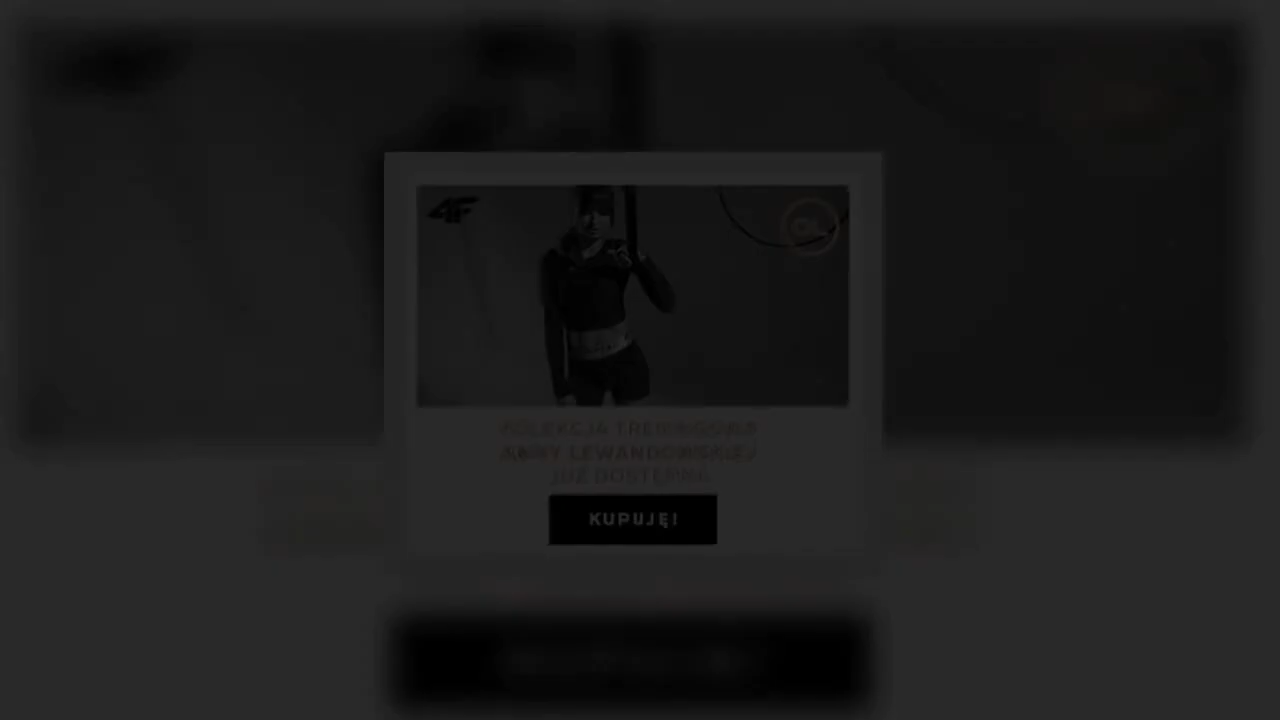 4F
KOLEKCJA TRENINGOWA
ANNY LEWANDOWSKIEJ
JUŻ DOSTĘPNA
KUPUJĘ!